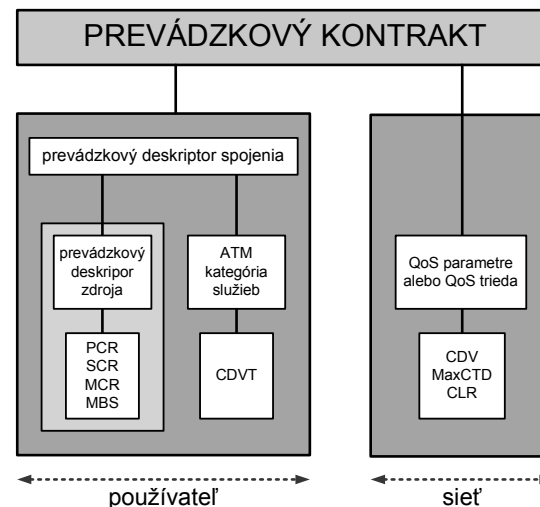 PREVÁDZKOVÝ KONTRAKT
prevádzkový deskriptor spojenia
prevádzkový
deskripor
zdroja
ATM
kategória
služieb
PCR
SCR
MCR
MBS
CDVT
QoS parametre
alebo QoS trieda
CDV
MaxCTD
CLR
používateľ
sieť